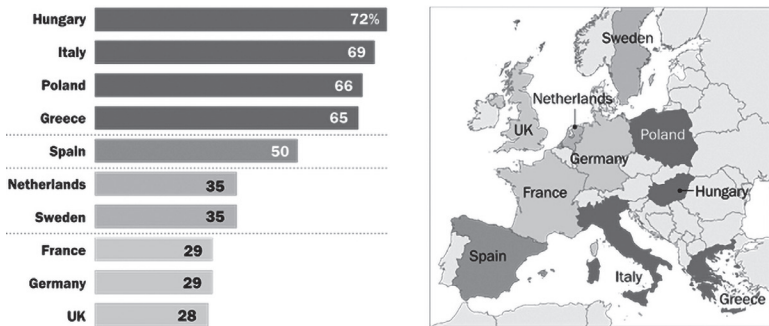 Hungary 72%
Italy 69
Poland 66
Greece 65
Spain 50
Netherlands 35
Sweden 35
France 29
Germany 29
UK 28
Sweden
Netherlands
UK
Poland
Germany
France
Hungary
Spain
Italy
Greece